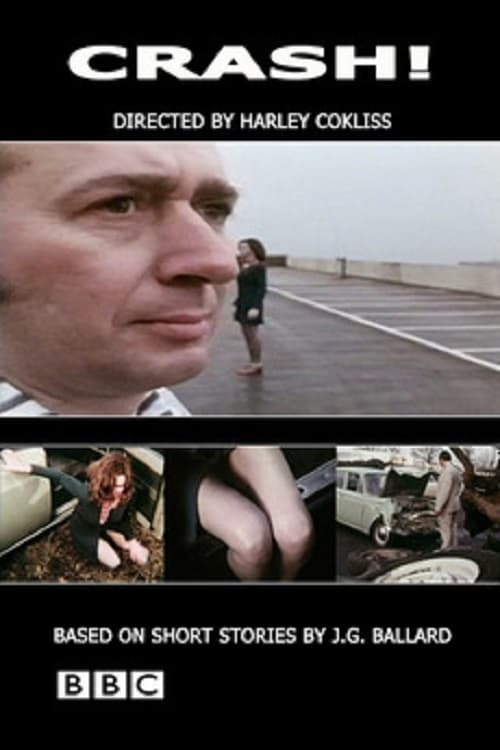 CRASH!
DIRECTED BY HARLEY COKLISS
BASED ON SHORT STORIES BY J.G. BALLARD
BBC